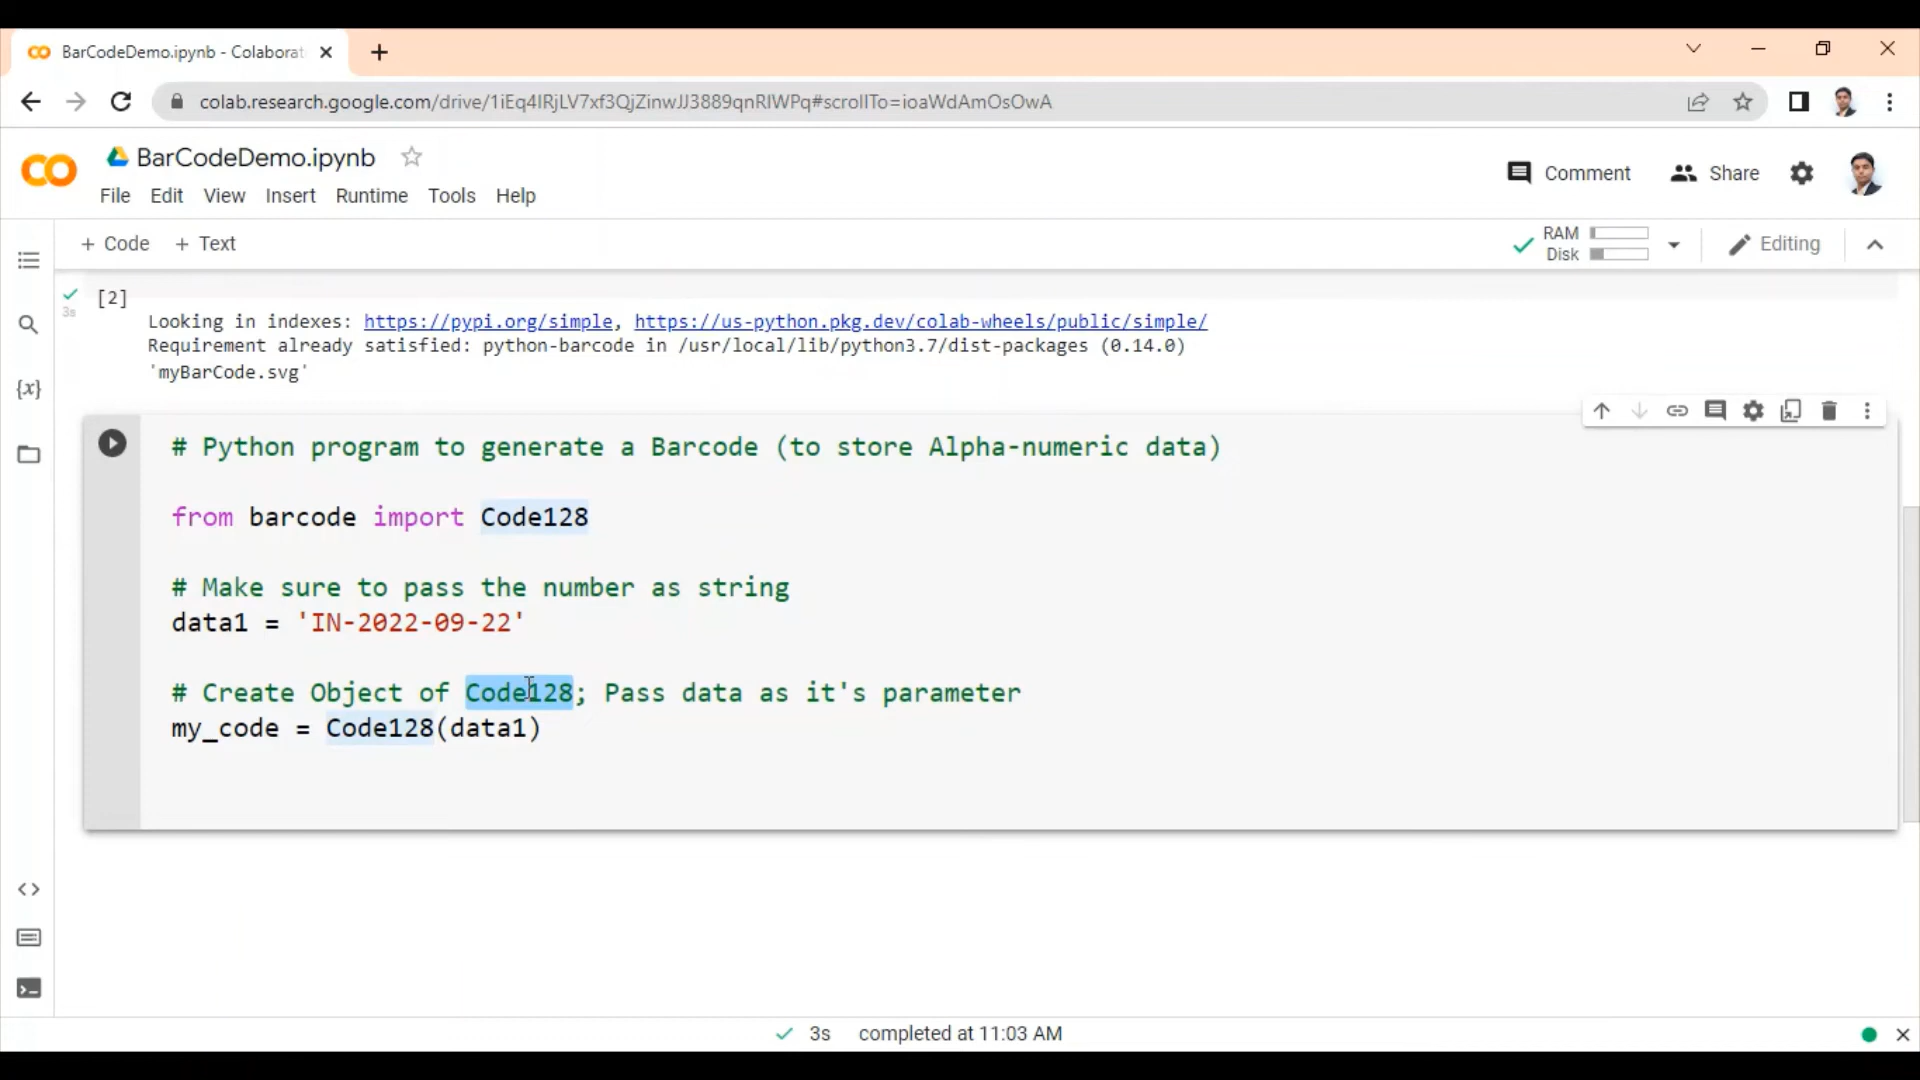 BarCodeDemo.ipynb - Colaborat
colab.research.google.com/drive/1iEq4IRjLV7xf3QjZinwJJ3889qnRIWPq#scrollTo=ioaWdAmOsOwA
BarCodeDemo.ipynb
File Edit View Insert Runtime Tools Help
Comment Share
+ Code + Text
RAM
Disk
Editing
3s
[2]
Looking in indexes: https://pypi.org/simple, https://us-python.pkg.dev/colab-wheels/public/simple/
Requirement already satisfied: python-barcode in /usr/local/lib/python3.7/dist-packages (0.14.0)
'myBarCode.svg'
{x}
# Python program to generate a Barcode (to store Alpha-numeric data)
from barcode import Code128
# Make sure to pass the number as string
data1 = 'IN-2022-09-22'
# Create Object of Code128; Pass data as it's parameter
my_code = Code128(data1)
3s completed at 11:03 AM